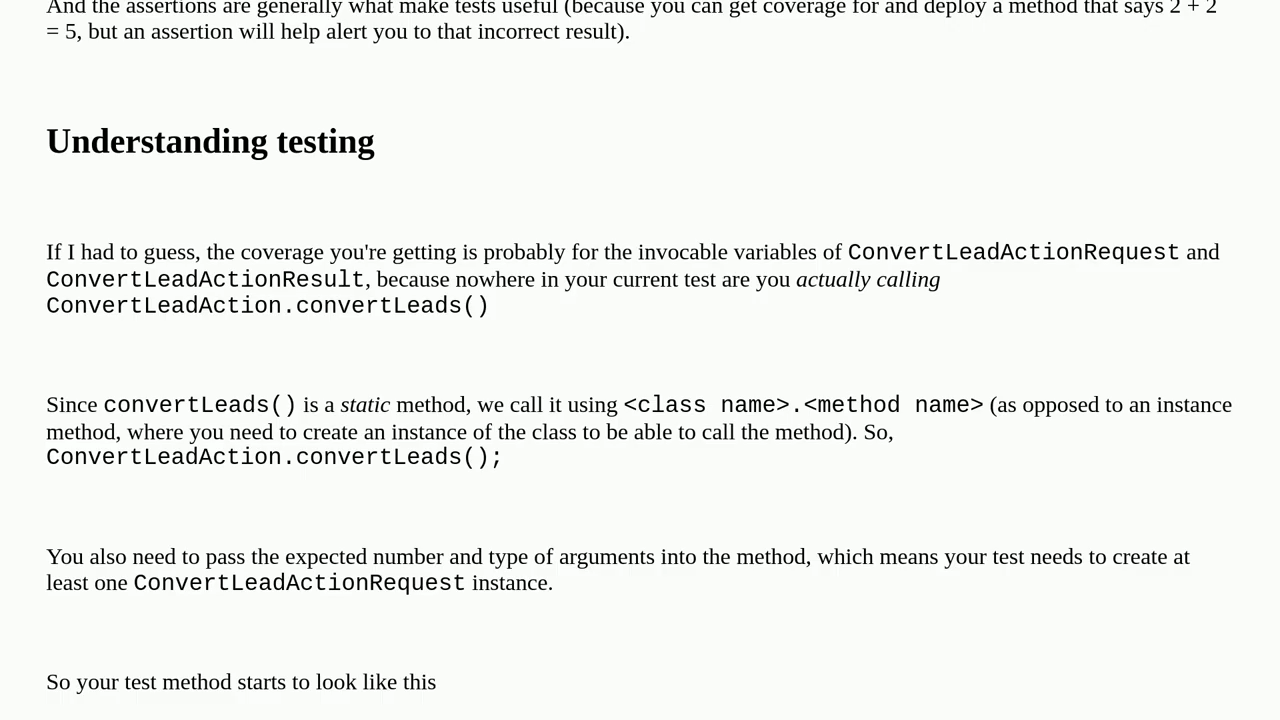 And the assertions are generally what make tests useful (because you can get coverage for and deploy a method that says 2 + 2
= 5, but an assertion will help alert you to that incorrect result).
Understanding testing
If I had to guess, the coverage you're getting is probably for the invocable variables of ConvertLeadActionRequest and
ConvertLeadActionResult, because nowhere in your current test are you actually calling
ConvertLeadAction.convertLeads()
Since convertLeads() is a static method, we call it using <class name>.<method name> (as opposed to an instance
method, where you need to create an instance of the class to be able to call the method). So,
ConvertLeadAction.convertLeads();
You also need to pass the expected number and type of arguments into the method, which means your test needs to create at
least one ConvertLeadActionRequest instance.
So your test method starts to look like this